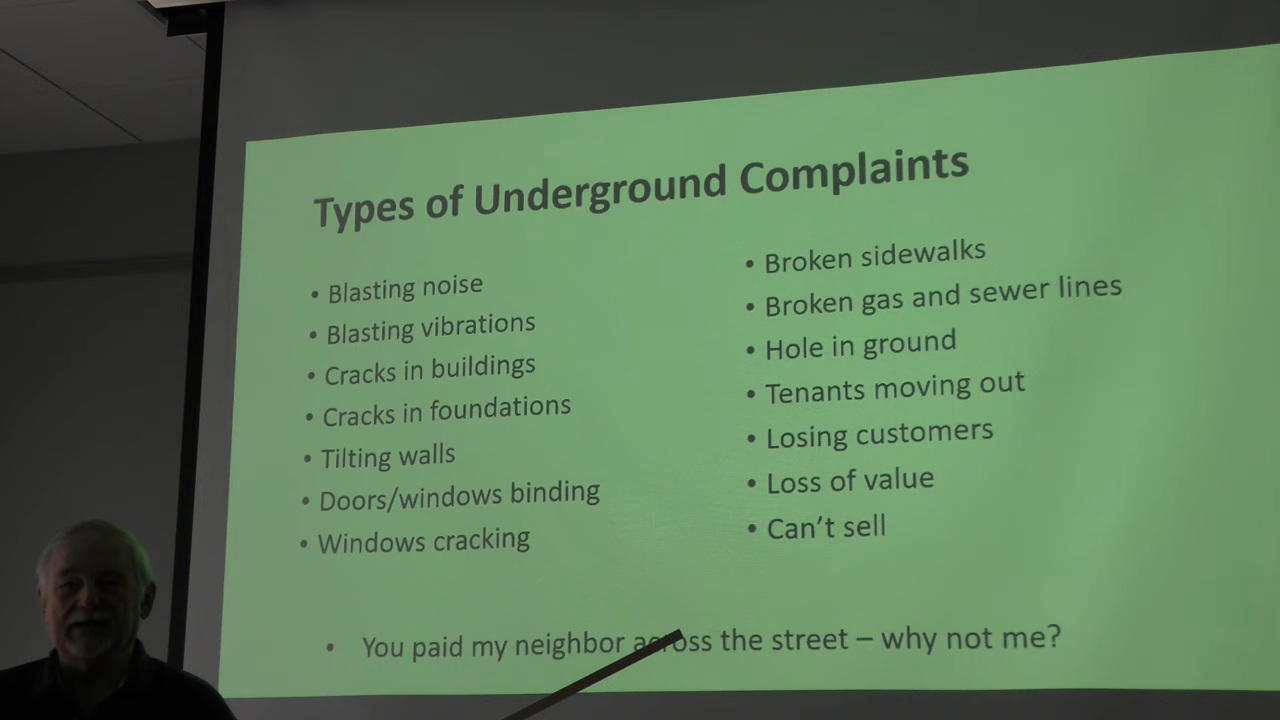 Types of Underground Complaints
• Blasting noise
• Blasting vibrations
• Cracks in buildings
• Cracks in foundations
• Tilting walls
• Doors/windows binding
• Windows cracking
• Broken sidewalks
• Broken gas and sewer lines
• Hole in ground
• Tenants moving out
• Losing customers
• Loss of value
• Can’t sell
• You paid my neighbor across the street – why not me?